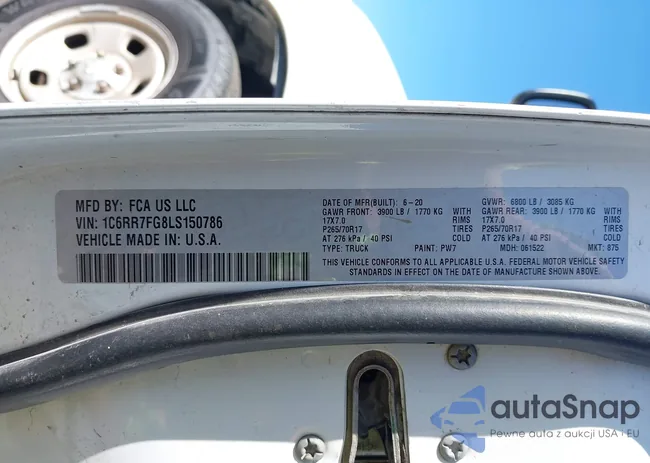 MFD BY: FCA US LLC
VIN: 1C6RR7FG8LS150786
VEHICLE MADE IN: U.S.A.
DATE OF MFR(BUILT): 6-20 GVWR: 6800 LB / 3085 KG
GAWR FRONT: 3900 LB / 1770 KG WITH GAWR REAR: 3900 LB / 1770 KG WITH
17X7.0 RIMS 17X7.0 RIMS
P265/70R17 TIRES P265/70R17 TIRES
AT 276 kPa / 40 PSI COLD AT 276 kPa / 40 PSI COLD
TYPE: TRUCK PAINT: PW7 MDH: 061522 MKT: 875
THIS VEHICLE CONFORMS TO ALL APPLICABLE U.S.A. FEDERAL MOTOR VEHICLE SAFETY
STANDARDS IN EFFECT ON THE DATE OF MANUFACTURE SHOWN ABOVE.
autaSnap
Pewne auta z aukcji USA i EU